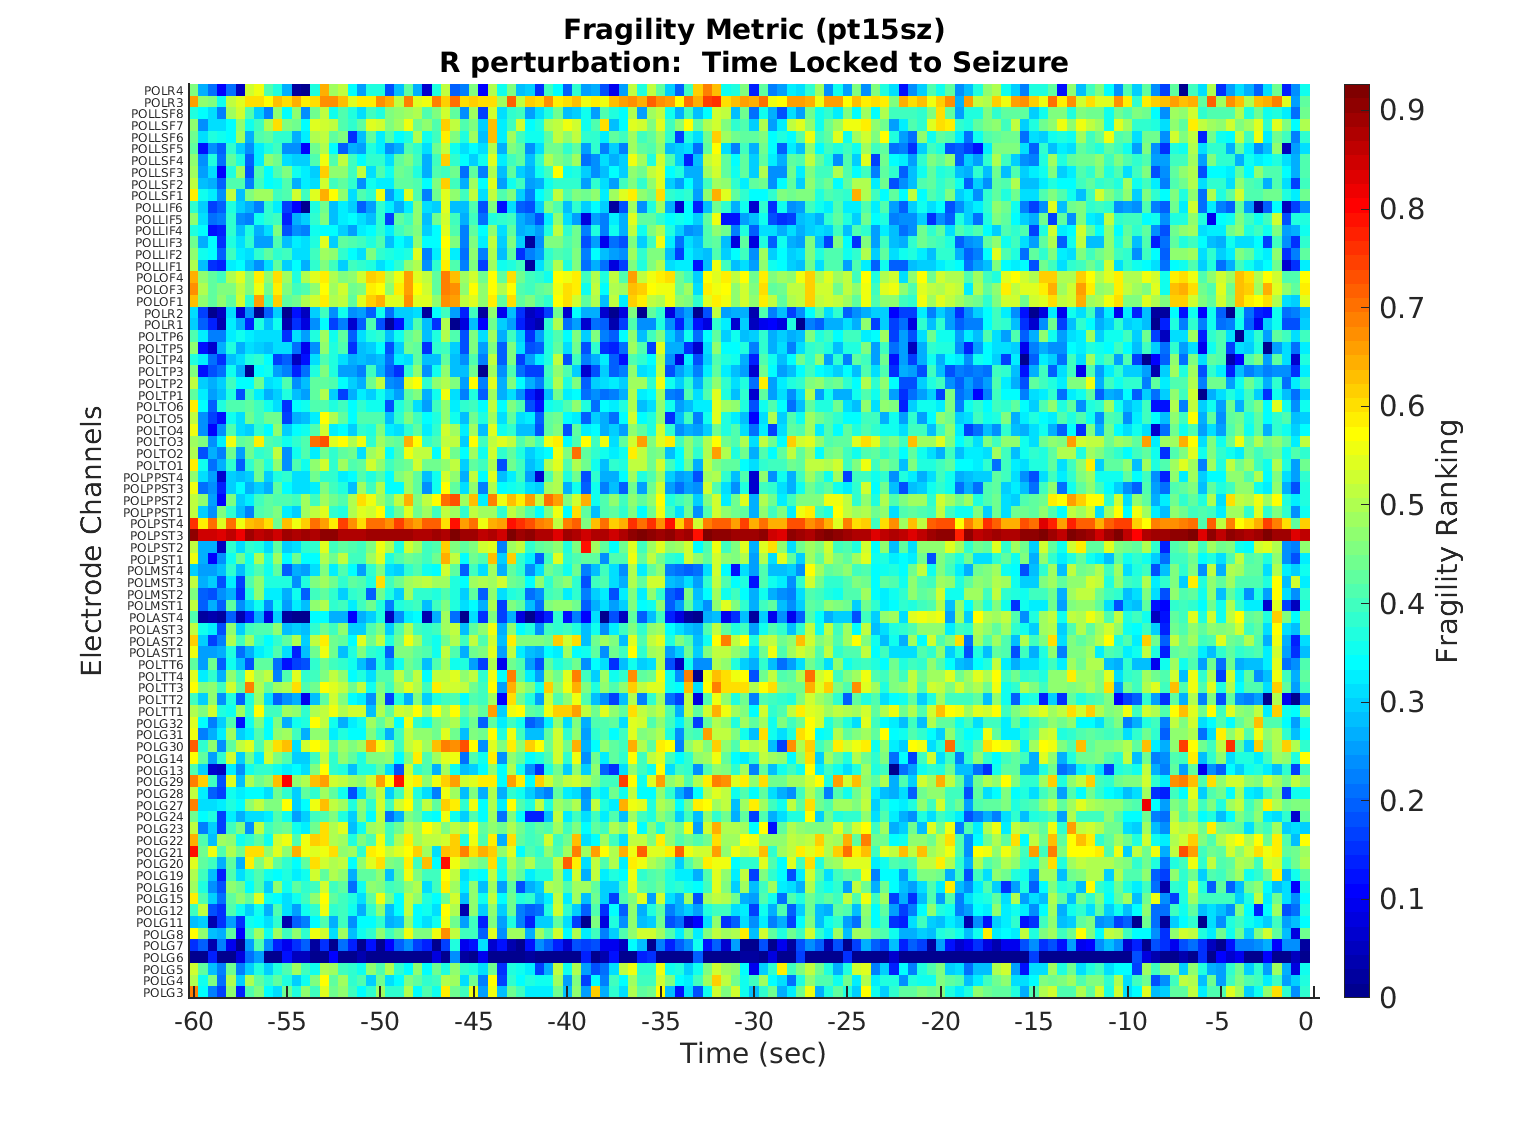 Fragility Metric (pt15sz)
R perturbation:  Time Locked to Seizure
POLR4
POLR3
POLLSF8
POLLSF7
POLLSF6
POLLSF5
POLLSF4
POLLSF3
POLLSF2
POLLSF1
POLLIF6
POLLIF5
POLLIF4
POLLIF3
POLLIF2
POLLIF1
POLOF4
POLOF3
POLOF1
POLR2
POLR1
POLTP6
POLTP5
POLTP4
POLTP3
POLTP2
POLTP1
POLTO6
POLTO5
POLTO4
POLTO3
POLTO2
POLTO1
POLPPST4
POLPPST3
POLPPST2
POLPPST1
POLPST4
POLPST3
POLPST2
POLPST1
POLMST4
POLMST3
POLMST2
POLMST1
POLAST4
POLAST3
POLAST2
POLAST1
POLTT6
POLTT4
POLTT3
POLTT2
POLTT1
POLG32
POLG31
POLG30
POLG14
POLG13
POLG29
POLG28
POLG27
POLG24
POLG23
POLG22
POLG21
POLG20
POLG19
POLG16
POLG15
POLG12
POLG11
POLG8
POLG7
POLG6
POLG5
POLG4
POLG3
Electrode Channels
-60 -55 -50 -45 -40 -35 -30 -25 -20 -15 -10 -5 0
Time (sec)
0.9
0.8
0.7
0.6
0.5
0.4
0.3
0.2
0.1
0
Fragility Ranking